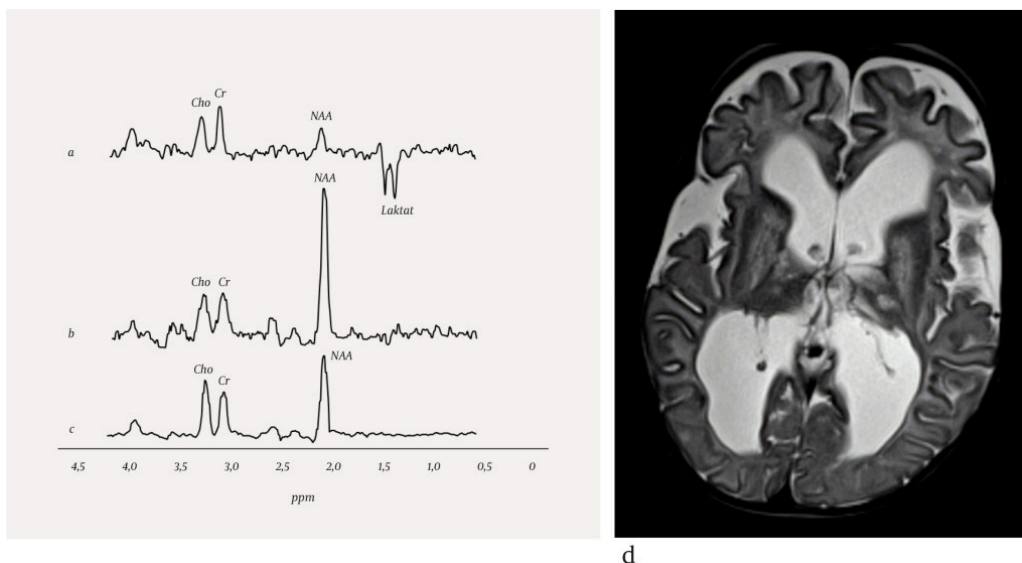 Cho
Cr
NAA
a
Laktat
NAA
Cho
Cr
b
NAA
Cho
Cr
c
4,5 4,0 3,5 3,0 2,5 2,0 1,5 1,0 0,5 0
ppm
d